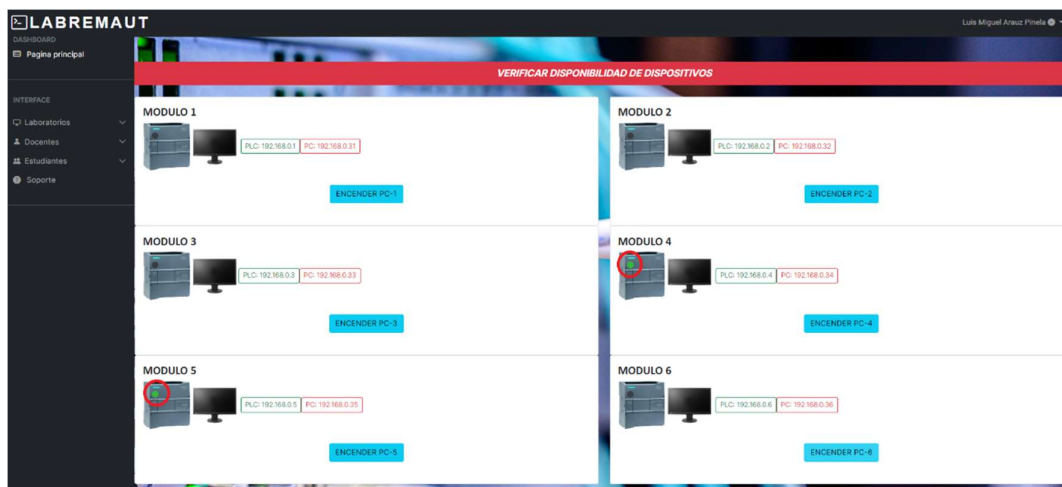 LABREMAUT
Luis Miguel Arauz Pinela
DASHBOARD
Pagina principal
INTERFACE
Laboratorios
Docentes
Estudiantes
Soporte
VERIFICAR DISPONIBILIDAD DE DISPOSITIVOS
MODULO 1
PLC: 192.168.0.1 PC: 192.168.0.31
ENCENDER PC-1
MODULO 2
PLC: 192.168.0.2 PC: 192.168.0.32
ENCENDER PC-2
MODULO 3
PLC: 192.168.0.3 PC: 192.168.0.33
ENCENDER PC-3
MODULO 4
PLC: 192.168.0.4 PC: 192.168.0.34
ENCENDER PC-4
MODULO 5
PLC: 192.168.0.5 PC: 192.168.0.35
ENCENDER PC-5
MODULO 6
PLC: 192.168.0.6 PC: 192.168.0.36
ENCENDER PC-6